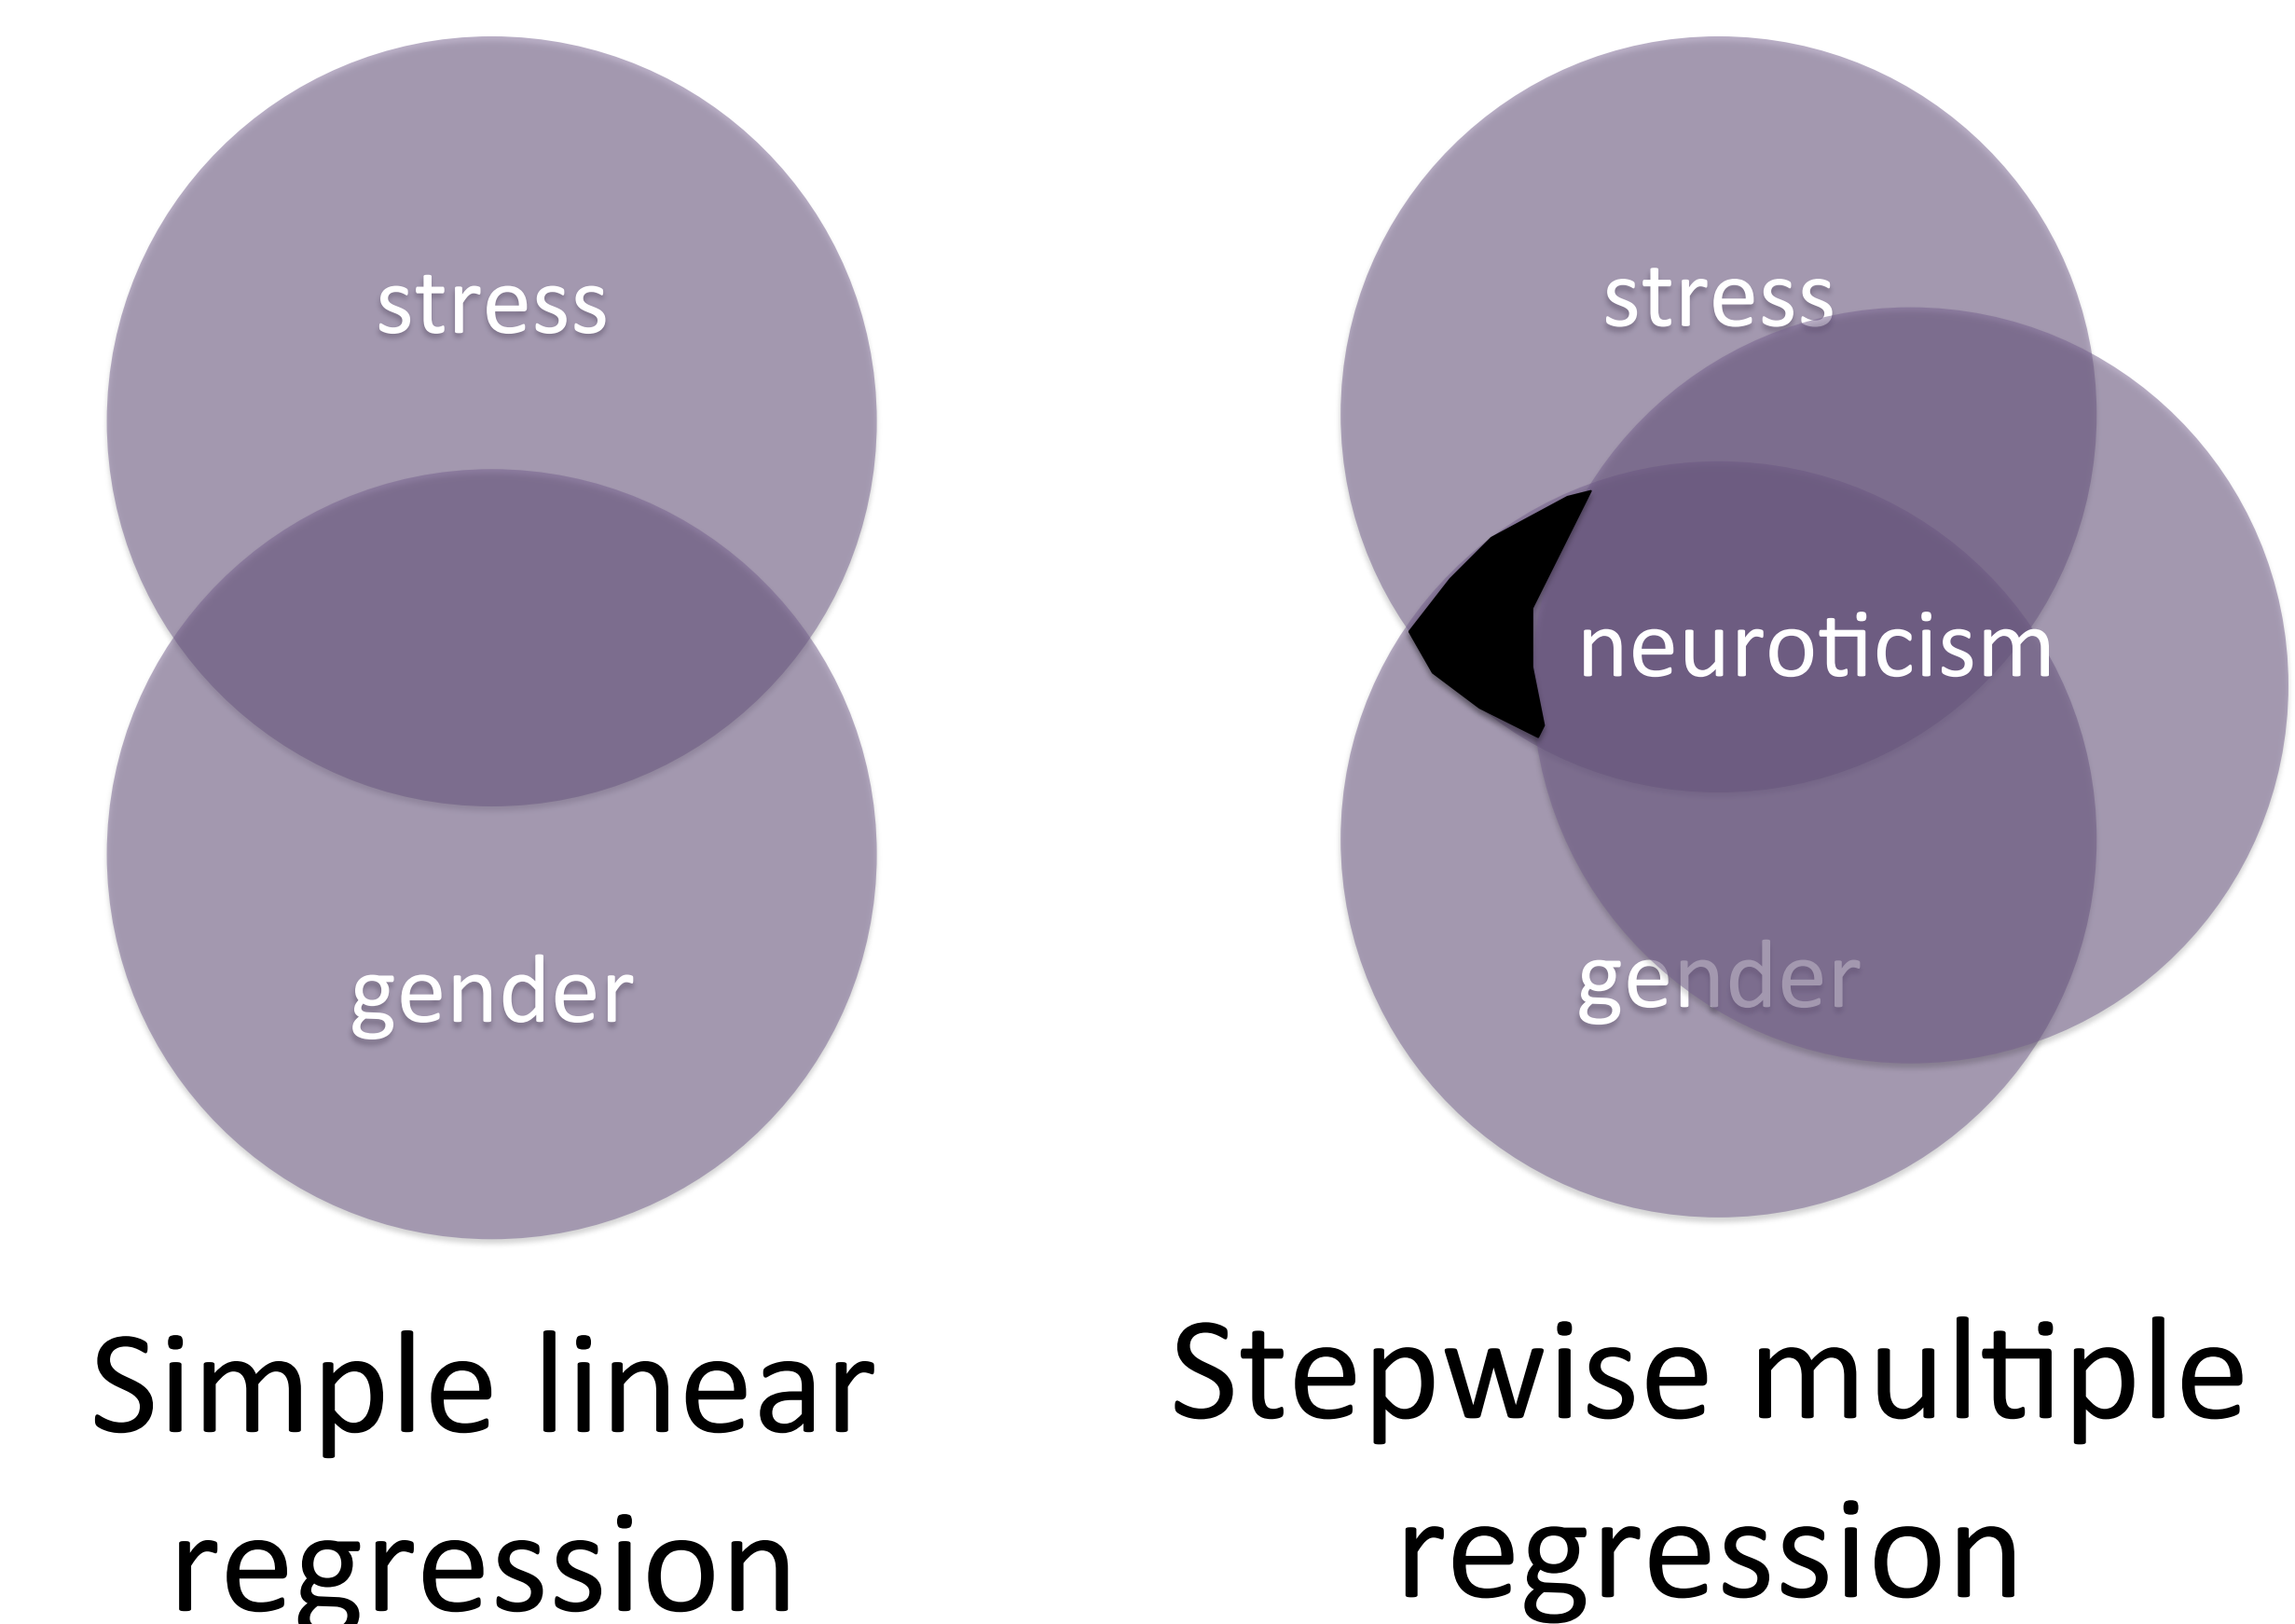 stress
gender
Simple linear
regression
stress
neuroticism
gender
Stepwise multiple
regression